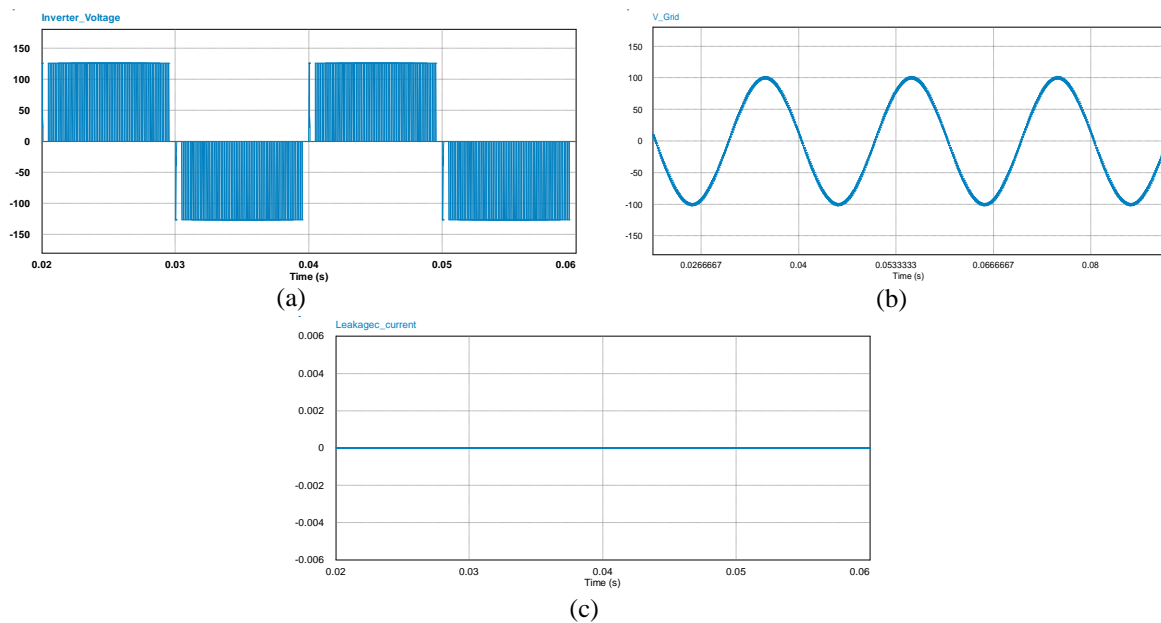 Inverter_Voltage
150
100
50
0
-50
-100
-150
0.02 0.03 0.04 0.05 0.06
Time (s)
(a)
V_Grid
150
100
50
0
-50
-100
-150
0.0266667 0.04 0.0533333 0.0666667 0.08
Time (s)
(b)
Leakagec_current
0.006
0.004
0.002
0
-0.002
-0.004
-0.006
0.02 0.03 0.04 0.05 0.06
Time (s)
(c)